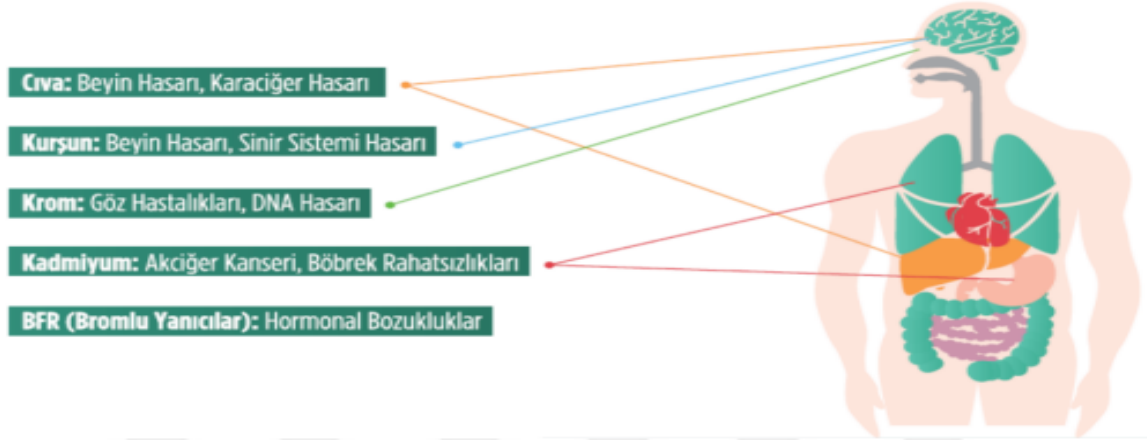 Cıva: Beyin Hasarı, Karaciğer Hasarı
Kurşun: Beyin Hasarı, Sinir Sistemi Hasarı
Krom: Göz Hastalıkları, DNA Hasarı
Kadmiyum: Akciğer Kanseri, Böbrek Rahatsızlıkları
BFR (Bromlu Yanıcılar): Hormonal Bozukluklar